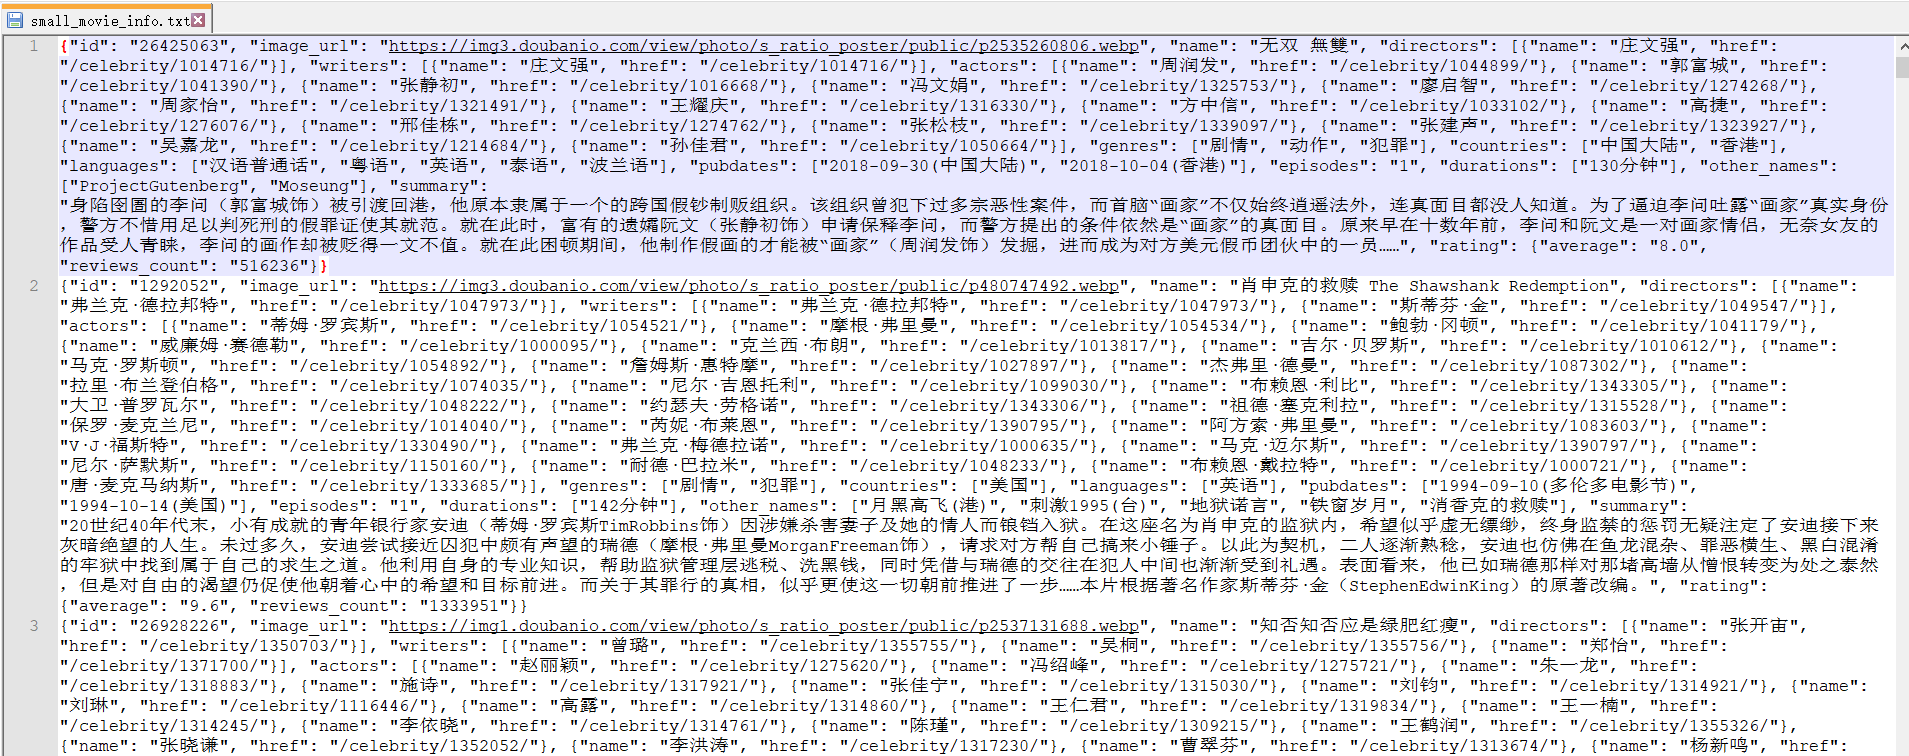 small_movie_info.txt
1 {"id": "26425063", "image_url": "https://img3.doubanio.com/view/photo/s_ratio_poster/public/p2535260806.webp", "name": "无双 無雙", "directors": [{"name": "庄文强", "href":
"/celebrity/1014716/"}], "writers": [{"name": "庄文强", "href": "/celebrity/1014716/"}], "actors": [{"name": "周润发", "href": "/celebrity/1044899/"}, {"name": "郭富城", "href":
"/celebrity/1041390/"}, {"name": "张静初", "href": "/celebrity/1016668/"}, {"name": "冯文娟", "href": "/celebrity/1325753/"}, {"name": "廖启智", "href": "/celebrity/1274268/"},
{"name": "周家怡", "href": "/celebrity/1321491/"}, {"name": "王耀庆", "href": "/celebrity/1316330/"}, {"name": "方中信", "href": "/celebrity/1033102/"}, {"name": "高捷", "href":
"/celebrity/1276076/"}, {"name": "邢佳栋", "href": "/celebrity/1274762/"}, {"name": "张松枝", "href": "/celebrity/1339097/"}, {"name": "张建声", "href": "/celebrity/1323927/"},
{"name": "吴嘉龙", "href": "/celebrity/1214684/"}, {"name": "孙佳君", "href": "/celebrity/1050664/"}], "genres": ["剧情", "动作", "犯罪"], "countries": ["中国大陆", "香港"],
"languages": ["汉语普通话", "粤语", "英语", "泰语", "波兰语"], "pubdates": ["2018-09-30(中国大陆)", "2018-10-04(香港)"], "episodes": "1", "durations": ["130分钟"], "other_names":
["ProjectGutenberg", "Moseung"], "summary":
"身陷囹圄的李问（郭富城饰）被引渡回港，他原本隶属于一个的跨国假钞制贩组织。该组织曾犯下过多宗恶性案件，而首脑“画家”不仅始终逍遥法外，连真面目都没人知道。为了逼迫李问吐露“画家”真实身份
，警方不惜用足以判死刑的假罪证使其就范。就在此时，富有的遗孀阮文（张静初饰）申请保释李问，而警方提出的条件依然是“画家”的真面目。原来早在十数年前，李问和阮文是一对画家情侣，无奈女友的
作品受人青睐，李问的画作却被贬得一文不值。就在此困顿期间，他制作假画的才能被“画家”（周润发饰）发掘，进而成为对方美元假币团伙中的一员……", "rating": {"average": "8.0",
"reviews_count": "516236"}}
2 {"id": "1292052", "image_url": "https://img3.doubanio.com/view/photo/s_ratio_poster/public/p480747492.webp", "name": "肖申克的救赎 The Shawshank Redemption", "directors": [{"name":
"弗兰克·德拉邦特", "href": "/celebrity/1047973/"}], "writers": [{"name": "弗兰克·德拉邦特", "href": "/celebrity/1047973/"}, {"name": "斯蒂芬·金", "href": "/celebrity/1049547/"}],
"actors": [{"name": "蒂姆·罗宾斯", "href": "/celebrity/1054521/"}, {"name": "摩根·弗里曼", "href": "/celebrity/1054534/"}, {"name": "鲍勃·冈顿", "href": "/celebrity/1041179/"},
{"name": "威廉姆·赛德勒", "href": "/celebrity/1000095/"}, {"name": "克兰西·布朗", "href": "/celebrity/1013817/"}, {"name": "吉尔·贝罗斯", "href": "/celebrity/1010612/"}, {"name":
"马克·罗斯顿", "href": "/celebrity/1054892/"}, {"name": "詹姆斯·惠特摩", "href": "/celebrity/1027897/"}, {"name": "杰弗里·德曼", "href": "/celebrity/1087302/"}, {"name":
"拉里·布兰登伯格", "href": "/celebrity/1074035/"}, {"name": "尼尔·吉恩托利", "href": "/celebrity/1099030/"}, {"name": "布赖恩·利比", "href": "/celebrity/1343305/"}, {"name":
"大卫·普罗瓦尔", "href": "/celebrity/1048222/"}, {"name": "约瑟夫·劳格诺", "href": "/celebrity/1343306/"}, {"name": "祖德·塞克利拉", "href": "/celebrity/1315528/"}, {"name":
"保罗·麦克兰尼", "href": "/celebrity/1014040/"}, {"name": "芮妮·布莱恩", "href": "/celebrity/1390795/"}, {"name": "阿方索·弗里曼", "href": "/celebrity/1083603/"}, {"name":
"V·J·福斯特", "href": "/celebrity/1330490/"}, {"name": "弗兰克·梅德拉诺", "href": "/celebrity/1000635/"}, {"name": "马克·迈尔斯", "href": "/celebrity/1390797/"}, {"name":
"尼尔·萨默斯", "href": "/celebrity/1150160/"}, {"name": "耐德·巴拉米", "href": "/celebrity/1048233/"}, {"name": "布赖恩·戴拉特", "href": "/celebrity/1000721/"}, {"name":
"唐·麦克马纳斯", "href": "/celebrity/1333685/"}], "genres": ["剧情", "犯罪"], "countries": ["美国"], "languages": ["英语"], "pubdates": ["1994-09-10(多伦多电影节)",
"1994-10-14(美国)"], "episodes": "1", "durations": ["142分钟"], "other_names": ["月黑高飞(港)", "刺激1995(台)", "地狱诺言", "铁窗岁月", "消香克的救赎"], "summary":
"20世纪40年代末，小有成就的青年银行家安迪（蒂姆·罗宾斯TimRobbins饰）因涉嫌杀害妻子及她的情人而锒铛入狱。在这座名为肖申克的监狱内，希望似乎虚无缥缈，终身监禁的惩罚无疑注定了安迪接下来
灰暗绝望的人生。未过多久，安迪尝试接近囚犯中颇有声望的瑞德（摩根·弗里曼MorganFreeman饰），请求对方帮自己搞来小锤子。以此为契机，二人逐渐熟稔，安迪也仿佛在鱼龙混杂、罪恶横生、黑白混淆
的牢狱中找到属于自己的求生之道。他利用自身的专业知识，帮助监狱管理层逃税、洗黑钱，同时凭借与瑞德的交往在犯人中间也渐渐受到礼遇。表面看来，他已如瑞德那样对那堵高墙从憎恨转变为处之泰然
，但是对自由的渴望仍促使他朝着心中的希望和目标前进。而关于其罪行的真相，似乎更使这一切朝前推进了一步……本片根据著名作家斯蒂芬·金（StephenEdwinKing）的原著改编。", "rating":
{"average": "9.6", "reviews_count": "1333951"}}
3 {"id": "26928226", "image_url": "https://img1.doubanio.com/view/photo/s_ratio_poster/public/p2537131688.webp", "name": "知否知否应是绿肥红瘦", "directors": [{"name": "张开宙",
"href": "/celebrity/1350703/"}], "writers": [{"name": "曾璐", "href": "/celebrity/1355755/"}, {"name": "吴桐", "href": "/celebrity/1355756/"}, {"name": "郑怡", "href":
"/celebrity/1371700/"}], "actors": [{"name": "赵丽颖", "href": "/celebrity/1275620/"}, {"name": "冯绍峰", "href": "/celebrity/1275721/"}, {"name": "朱一龙", "href":
"/celebrity/1318883/"}, {"name": "施诗", "href": "/celebrity/1317921/"}, {"name": "张佳宁", "href": "/celebrity/1315030/"}, {"name": "刘钧", "href": "/celebrity/1314921/"}, {"name":
"刘琳", "href": "/celebrity/1116446/"}, {"name": "高露", "href": "/celebrity/1314860/"}, {"name": "王仁君", "href": "/celebrity/1319834/"}, {"name": "王一楠", "href":
"/celebrity/1314245/"}, {"name": "李依晓", "href": "/celebrity/1314761/"}, {"name": "陈瑾", "href": "/celebrity/1309215/"}, {"name": "王鹤润", "href": "/celebrity/1355326/"},
{"name": "张晓谦", "href": "/celebrity/1352052/"}, {"name": "李洪涛", "href": "/celebrity/1317230/"}, {"name": "曹翠芬", "href": "/celebrity/1313674/"}, {"name": "杨新鸣", "href":